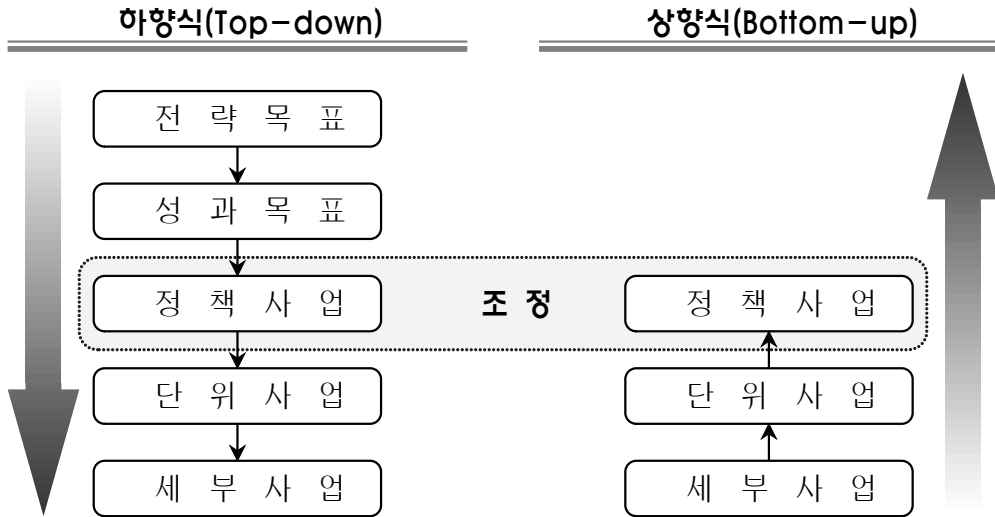 하향식(Top-down) 상향식(Bottom-up)
전 략 목 표
성 과 목 표
정 책 사 업 조 정 정 책 사 업
단 위 사 업 단 위 사 업
세 부 사 업 세 부 사 업